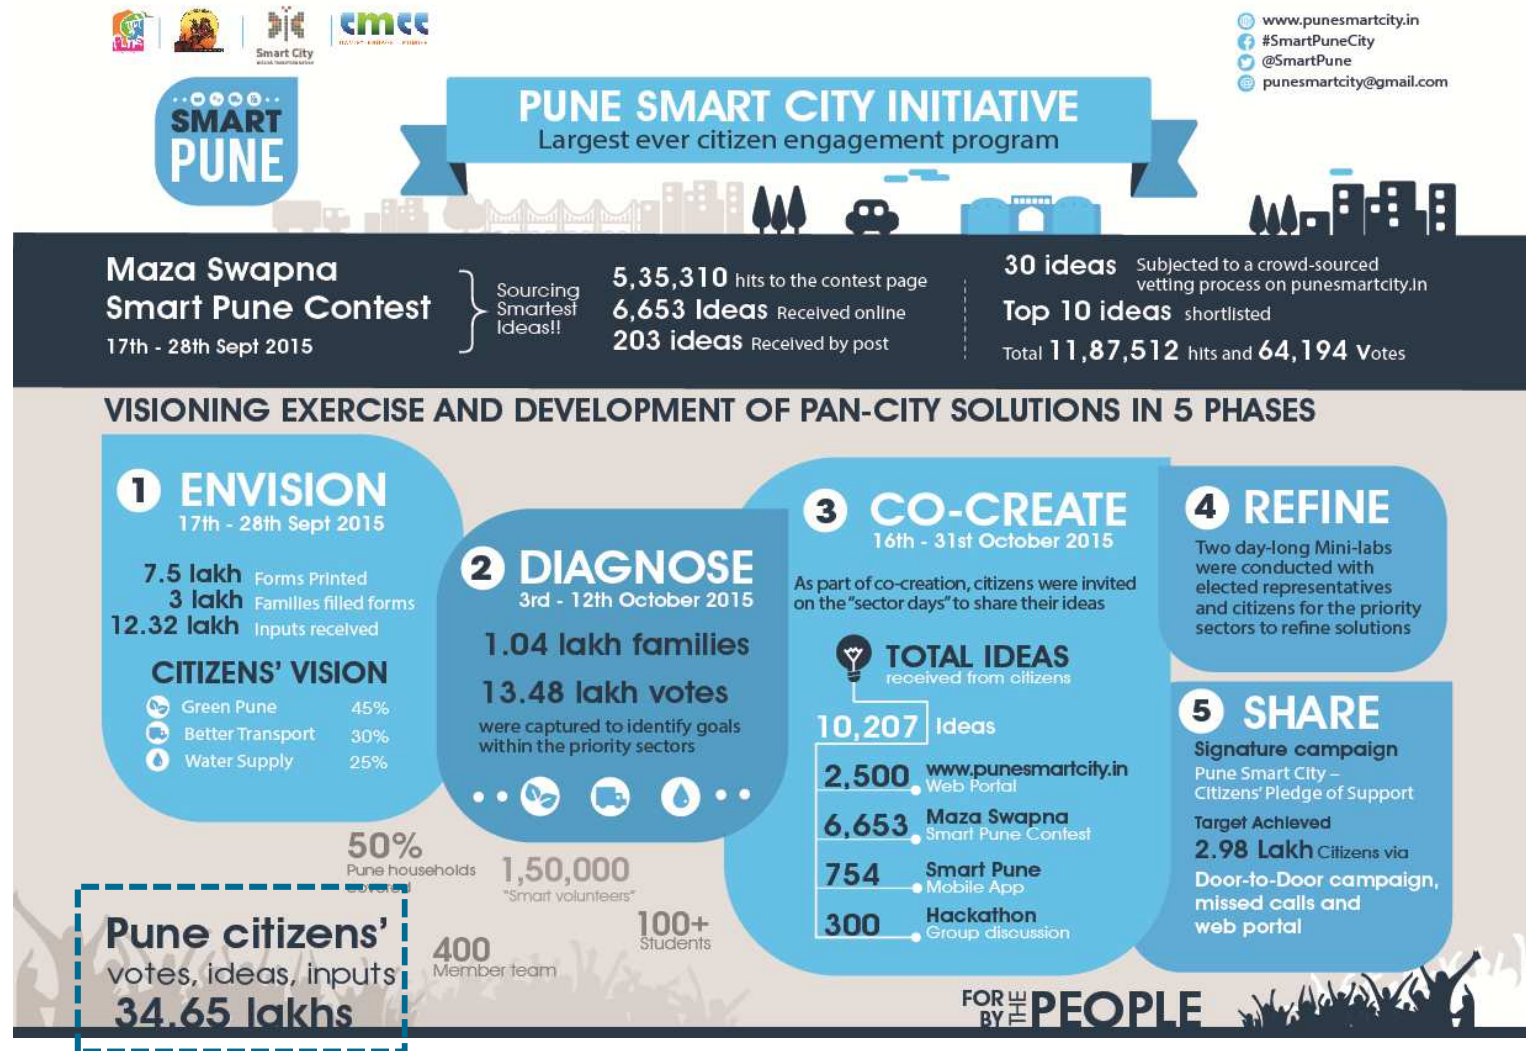 Smart City
cmcc
www.punesmartcity.in
#SmartPuneCity
@SmartPune
punesmartcity@gmail.com
SMART
PUNE
PUNE SMART CITY INITIATIVE
Largest ever citizen engagement program
Maza Swapna
Smart Pune Contest
17th - 28th Sept 2015
Sourcing
Smartest
Ideas!!
5,35,310 hits to the contest page
6,653 Ideas Received online
203 ideas Received by post
30 ideas Subjected to a crowd-sourced
vetting process on punesmartcity.in
Top 10 ideas shortlisted
Total 11,87,512 hits and 64,194 Votes
VISIONING EXERCISE AND DEVELOPMENT OF PAN-CITY SOLUTIONS IN 5 PHASES
1 ENVISION
17th - 28th Sept 2015
7.5 lakh Forms Printed
3 lakh Families filled forms
12.32 lakh Inputs received
CITIZENS' VISION
Green Pune 45%
Better Transport 30%
Water Supply 25%
2 DIAGNOSE
3rd - 12th October 2015
1.04 lakh families
13.48 lakh votes
were captured to identify goals
within the priority sectors
3 CO-CREATE
16th - 31st October 2015
As part of co-creation, citizens were invited
on the "sector days" to share their ideas
TOTAL IDEAS
received from citizens
10,207 Ideas
2,500 www.punesmartcity.in
Web Portal
6,653 Maza Swapna
Smart Pune Contest
754 Smart Pune
Mobile App
300 Hackathon
Group discussion
4 REFINE
Two day-long Mini-labs
were conducted with
elected representatives
and citizens for the priority
sectors to refine solutions
5 SHARE
Signature campaign
Pune Smart City –
Citizens' Pledge of Support
Target Achieved
2.98 Lakh Citizens via
Door-to-Door campaign,
missed calls and
web portal
50%
Pune households
covered
1,50,000
"Smart volunteers"
100+
Students
400
Member team
Pune citizens'
votes, ideas, inputs
34.65 lakhs
FOR BY THE PEOPLE